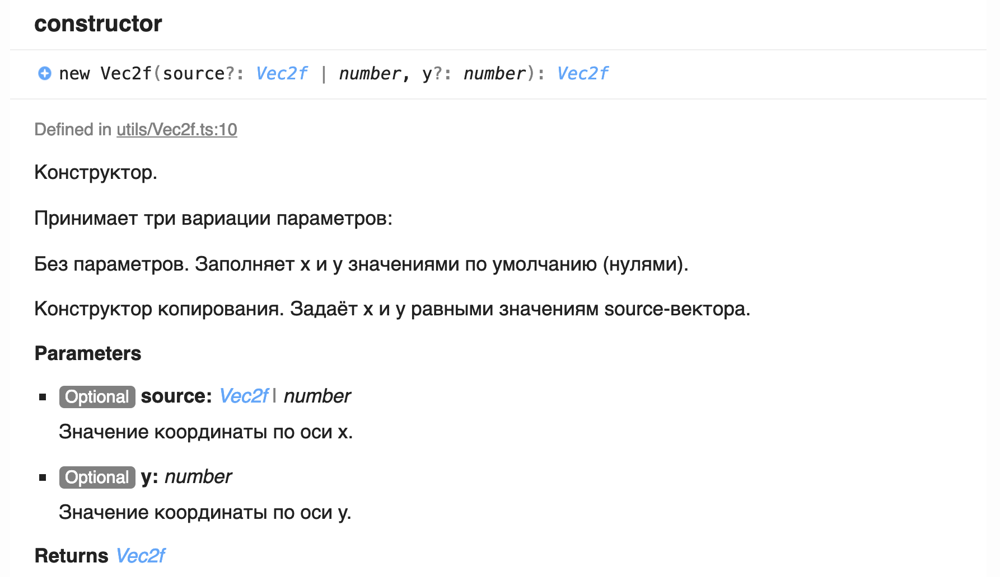 constructor
new Vec2f(source?: Vec2f | number, y?: number): Vec2f
Defined in utils/Vec2f.ts:10
Конструктор.
Принимает три вариации параметров:
Без параметров. Заполняет x и y значениями по умолчанию (нулями).
Конструктор копирования. Задаёт x и y равными значениям source-вектора.
Parameters
Optional source: Vec2f | number
Значение координаты по оси x.
Optional y: number
Значение координаты по оси y.
Returns Vec2f